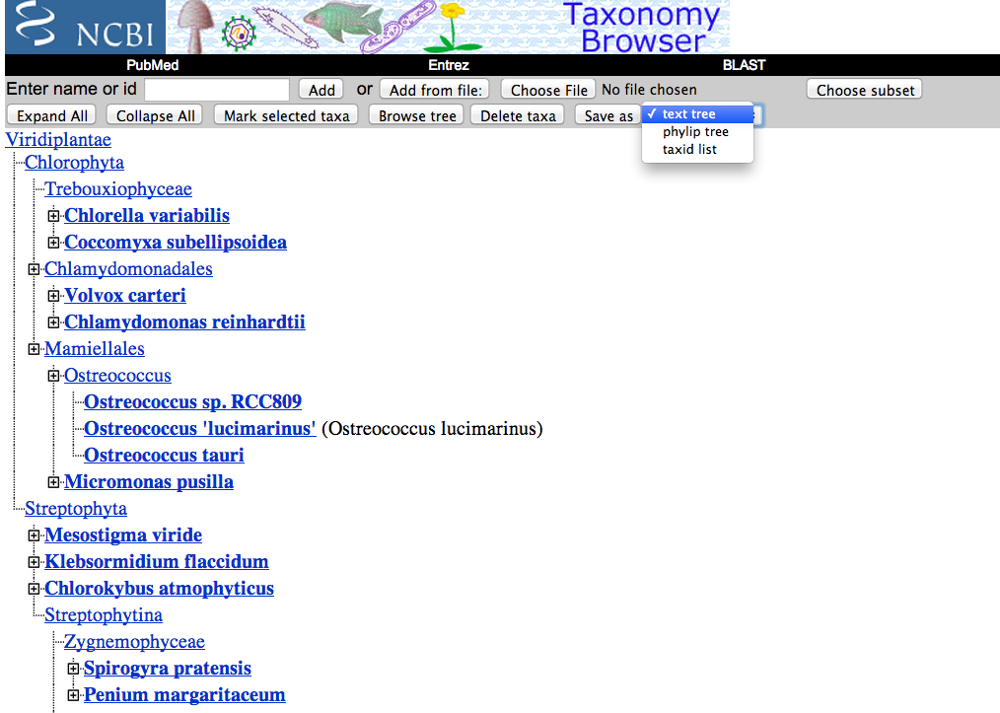 NCBI
Taxonomy
Browser
PubMed Entrez BLAST
Enter name or id Add or Add from file: Choose File No file chosen Choose subset
Expand All Collapse All Mark selected taxa Browse tree Delete taxa Save as ✓ text tree
phylip tree
taxid list
Viridiplantae
Chlorophyta
Trebouxiophyceae
Chlorella variabilis
Coccomyxa subellipsoidea
Chlamydomonadales
Volvox carteri
Chlamydomonas reinhardtii
Mamiellales
Ostreococcus
Ostreococcus sp. RCC809
Ostreococcus 'lucimarinus' (Ostreococcus lucimarinus)
Ostreococcus tauri
Micromonas pusilla
Streptophyta
Mesostigma viride
Klebsormidium flaccidum
Chlorokybus atmophyticus
Streptophytina
Zygnemophyceae
Spirogyra pratensis
Penium margaritaceum